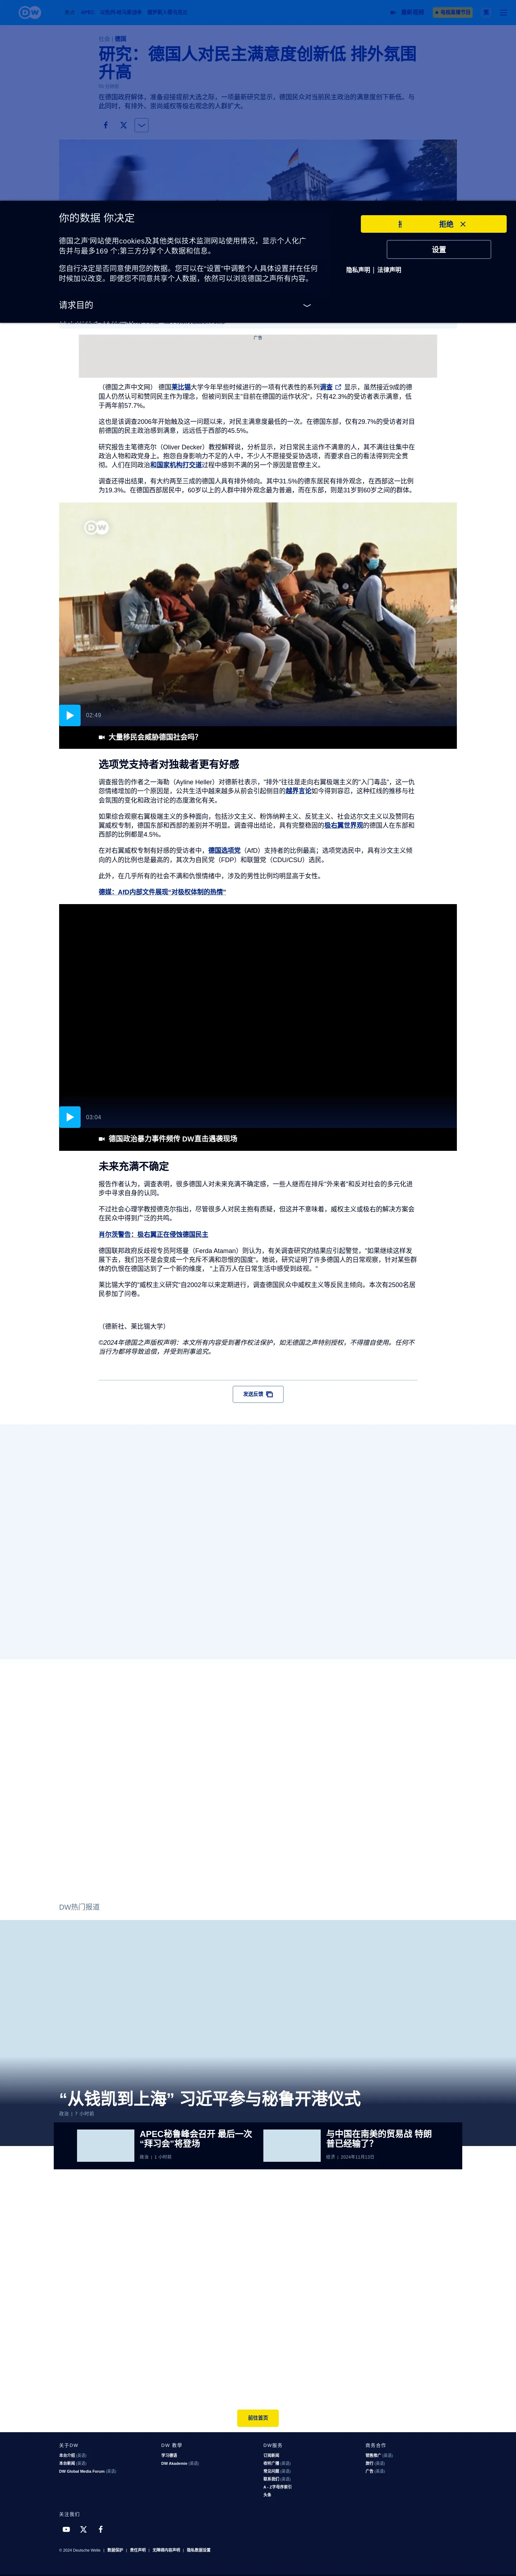 DW
APEC
最新视频
电视直播节目
社会 | 德国
研究：德国人对民主满意度创新低 排外氛围
升高
在德国政府解体，准备迎接提前大选之际，一项最新研究显示，德国民众对当前民主政治的满意度创下新低。与
此同时，有排外、崇尚威权等极右观念的人群扩大。
你的数据 你决定
德国之声'网站使用cookies及其他类似技术监测网站使用情况，显示个人化广
告并与最多169 个;第三方分享个人数据和信息。
您自行决定是否同意使用您的数据。您可以在“设置”中调整个人具体设置并在任何
时候加以改变。即便您不同意共享个人数据，依然可以浏览德国之声所有内容。
请求目的
拒绝
设置
隐私声明 | 法律声明
广告
（德国之声中文网） 德国莱比锡大学今年早些时候进行的一项有代表性的系列调查 显示，虽然接近9成的德
国人仍然认可和赞同民主作为理念，但被问到民主"目前在德国的运作状况"，只有42.3%的受访者表示满意，低
于两年前57.7%。
这也是该调查2006年开始触及这一问题以来，对民主满意度最低的一次。在德国东部，仅有29.7%的受访者对目
前德国的民主政治感到满意，远远低于西部的45.5%。
研究报告主笔德克尔（Oliver Decker）教授解释说，分析显示，对日常民主运作不满意的人，其不满往往集中在
政治人物和政党身上。抱怨自身影响力不足的人中，不少人不愿接受妥协选项，而要求自己的看法得到完全贯
彻。人们在同政治和国家机构打交道过程中感到不满的另一个原因是官僚主义。
调查还得出结果，有大约两至三成的德国人具有排外倾向。其中31.5%的德东居民有排外观念，在西部这一比例
为19.3%。在德国西部居民中，60岁以上的人群中排外观念最为普遍，而在东部，则是31岁到60岁之间的群体。
DW
02:49
大量移民会威胁德国社会吗？
选项党支持者对独裁者更有好感
调查报告的作者之一海勒（Ayline Heller）对德新社表示，"排外"往往是走向右翼极端主义的"入门毒品"，这一仇
怨情绪增加的一个原因是，公共生活中越来越多从前会引起侧目的越界言论如今得到容忍，这种红线的推移与社
会氛围的变化和政治讨论的态度激化有关。
如果综合观察右翼极端主义的多种面向，包括沙文主义、粉饰纳粹主义、反犹主义、社会达尔文主义以及赞同右
翼威权专制，德国东部和西部的差别并不明显。调查得出结论，具有完整稳固的极右翼世界观的德国人在东部和
西部的比例都是4.5%。
在对右翼威权专制有好感的受访者中，德国选项党（AfD）支持者的比例最高；选项党选民中，具有沙文主义倾
向的人的比例也是最高的，其次为自民党（FDP）和联盟党（CDU/CSU）选民。
此外，在几乎所有的社会不满和仇恨情绪中，涉及的男性比例均明显高于女性。
德媒：AfD内部文件展现"对极权体制的热情"
03:04
德国政治暴力事件频传 DW直击遇袭现场
未来充满不确定
报告作者认为，调查表明，很多德国人对未来充满不确定感，一些人继而在排斥"外来者"和反对社会的多元化进
步中寻求自身的认同。
不过社会心理学教授德克尔指出，尽管很多人对民主抱有质疑，但这并不意味着，威权主义或极右的解决方案会
在民众中得到广泛的共鸣。
肖尔茨警告：极右翼正在侵蚀德国民主
德国联邦政府反歧视专员阿塔曼（Ferda Ataman）则认为，有关调查研究的结果应引起警觉，"如果继续这样发
展下去，我们岂不是会变成一个充斥着不满和怨恨的国度"，她说，研究证明了许多德国人的日常观察，针对某些群
体的仇恨在德国达到了一个新的维度， "上百万人在日常生活中感受到歧视。"
莱比锡大学的"威权主义研究"自2002年以来定期进行，调查德国民众中威权主义等反民主倾向。本次有2500名居
民参加了问卷。
（德新社、莱比锡大学）
©2024年德国之声版权声明：本文所有内容受到著作权法保护，如无德国之声特别授权，不得擅自使用。任何不
当行为都将导致追偿，并受到刑事追究。
发送反馈
DW热门报道
“从钱凯到上海” 习近平参与秘鲁开港仪式
政治 | 7 小时前
APEC秘鲁峰会召开 最后一次
“拜习会”将登场
政治 | 1 小时前
与中国在南美的贸易战 特朗
普已经输了？
经济 | 2024年11月13日
前往首页
关于DW
本台介绍 (英语)
本台新闻 (英语)
DW Global Media Forum (英语)
DW 教學
学习德语
DW Akademie (英语)
DW服务
订阅新闻
收听广播 (英语)
常见问题 (英语)
联系我们 (英语)
A - Z字母序索引
头条
商务合作
销售推广 (英语)
旅行 (英语)
广告 (英语)
关注我们
© 2024 Deutsche Welle | 数据保护 | 责任声明 | 无障碍内容声明 | 隐私数据设置